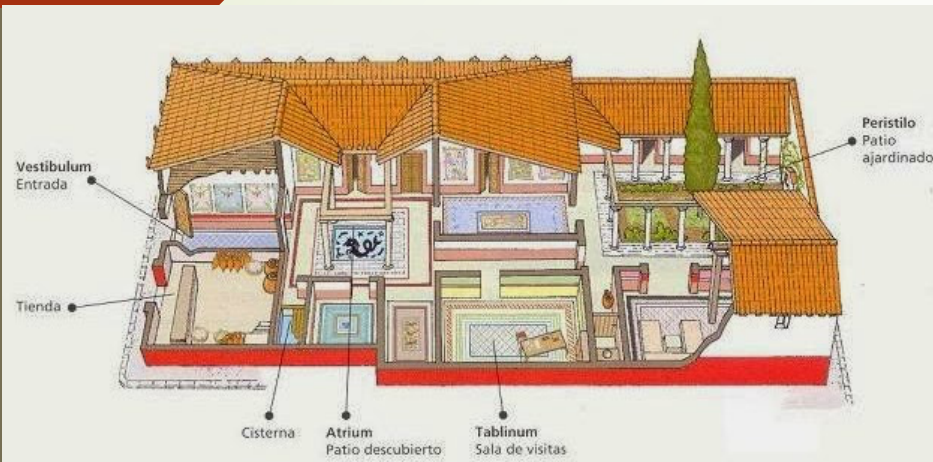 Vestibulum
Entrada
Tienda
Cisterna
Atrium
Patio descubierto
Tablinum
Sala de visitas
Peristilo
Patio
ajardinado